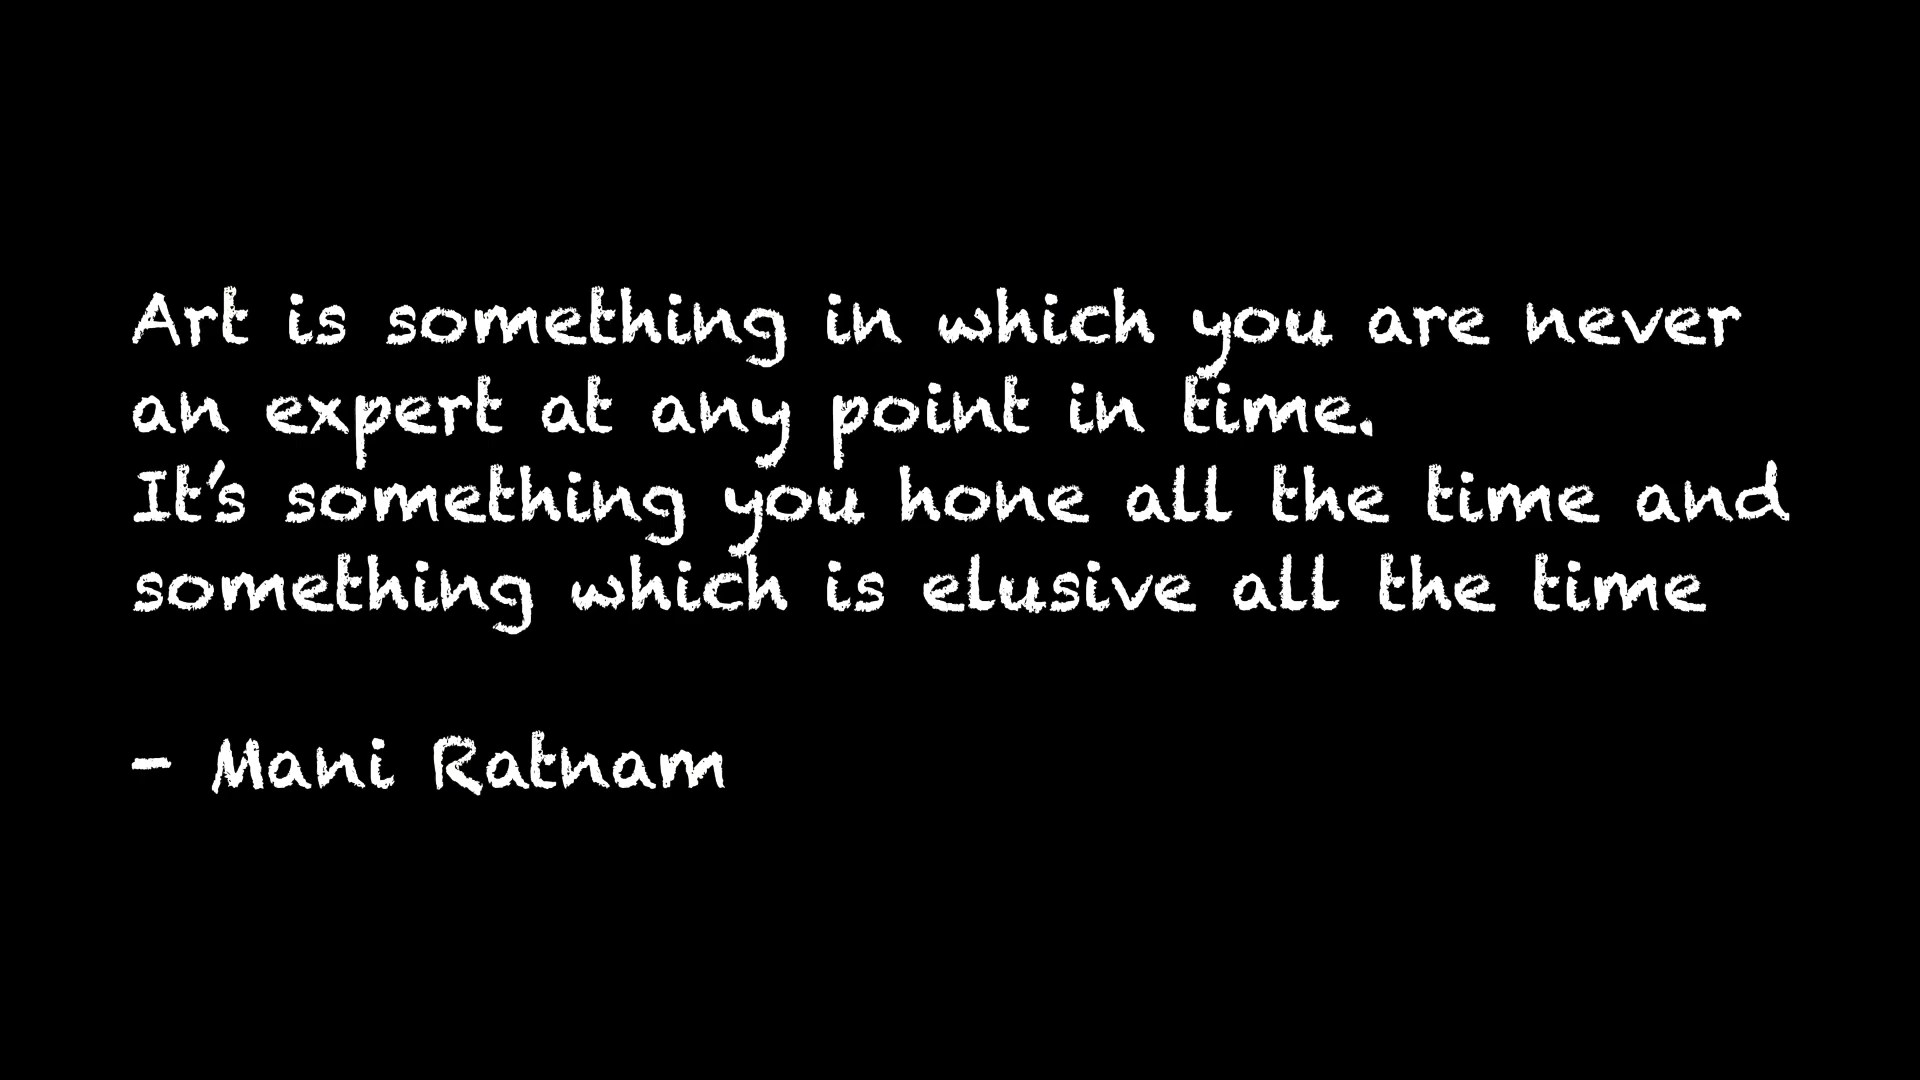 Art is something in which you are never
an expert at any point in time.
It's something you hone all the time and
something which is elusive all the time
- Mani Ratnam